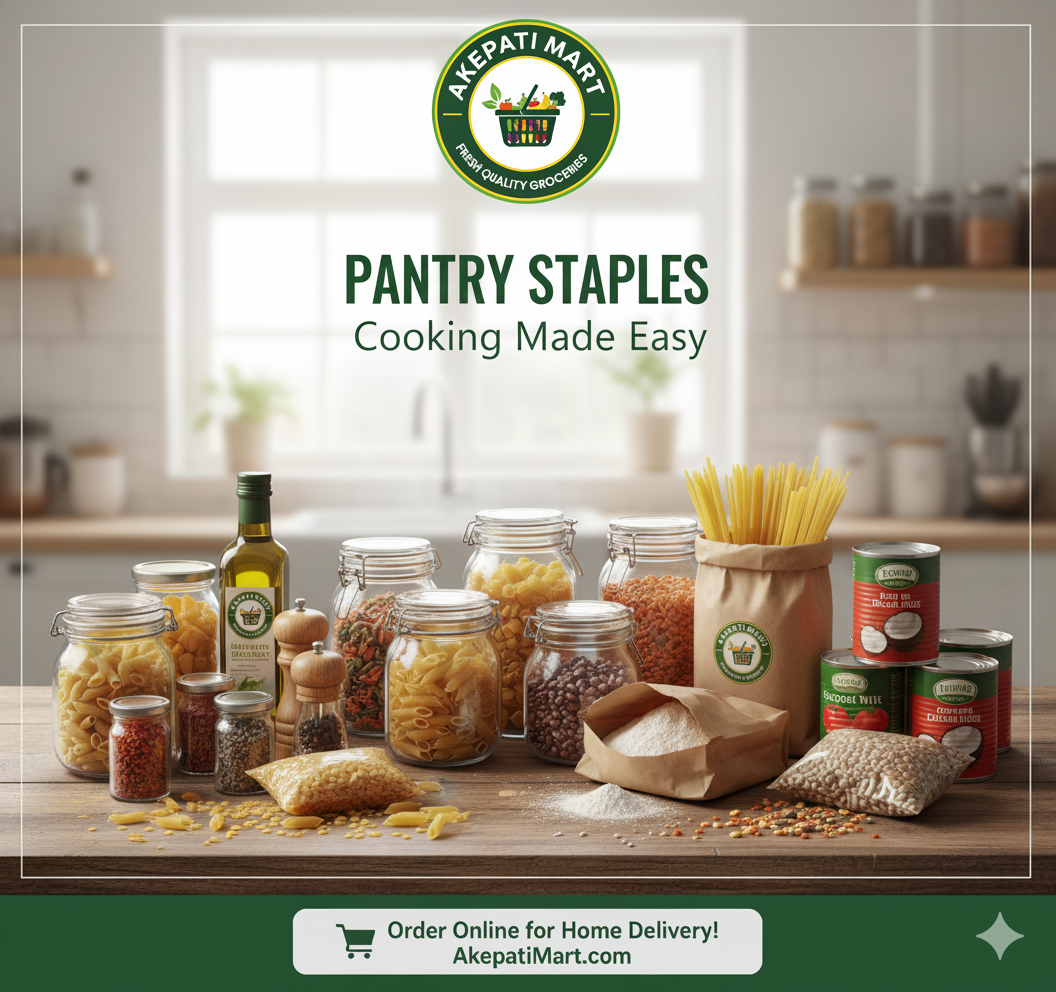 AKEPATI MART
FRESH QUALITY GROCERIES
PANTRY STAPLES
Cooking Made Easy
Order Online for Home Delivery!
AkepatiMart.com